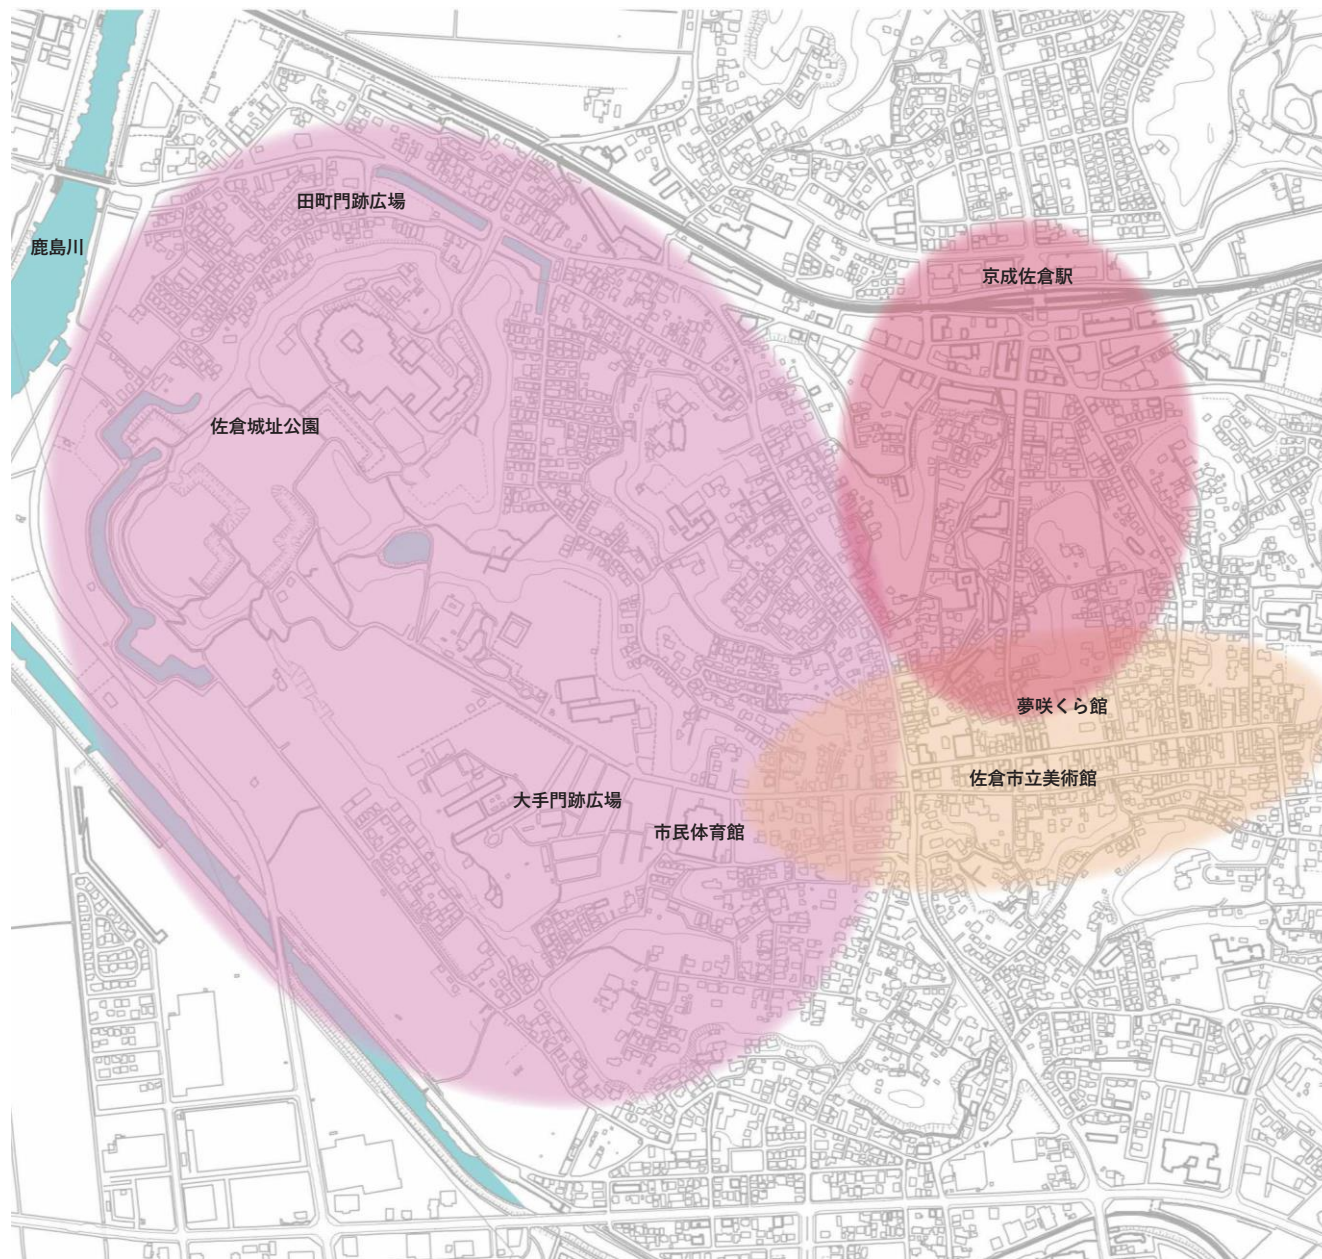 田町門跡広場
鹿島川
京成佐倉駅
佐倉城址公園
夢咲くら館
佐倉市立美術館
大手門跡広場
市民体育館